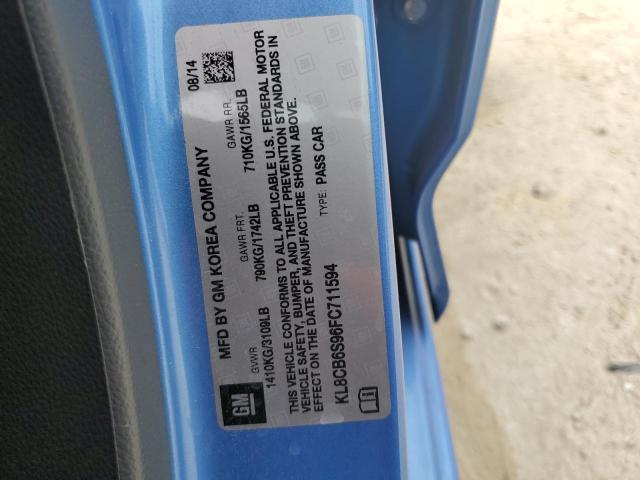 MFD BY GM KOREA COMPANY 08/14
GVWR GAWR FRT. GAWR RR.
1410KG/3109LB 790KG/1742LB 710KG/1565LB
THIS VEHICLE CONFORMS TO ALL APPLICABLE U.S. FEDERAL MOTOR
VEHICLE SAFETY, BUMPER, AND THEFT PREVENTION STANDARDS IN
EFFECT ON THE DATE OF MANUFACTURE SHOWN ABOVE.
TYPE: PASS CAR
KL8CB6S96FC711594
GM